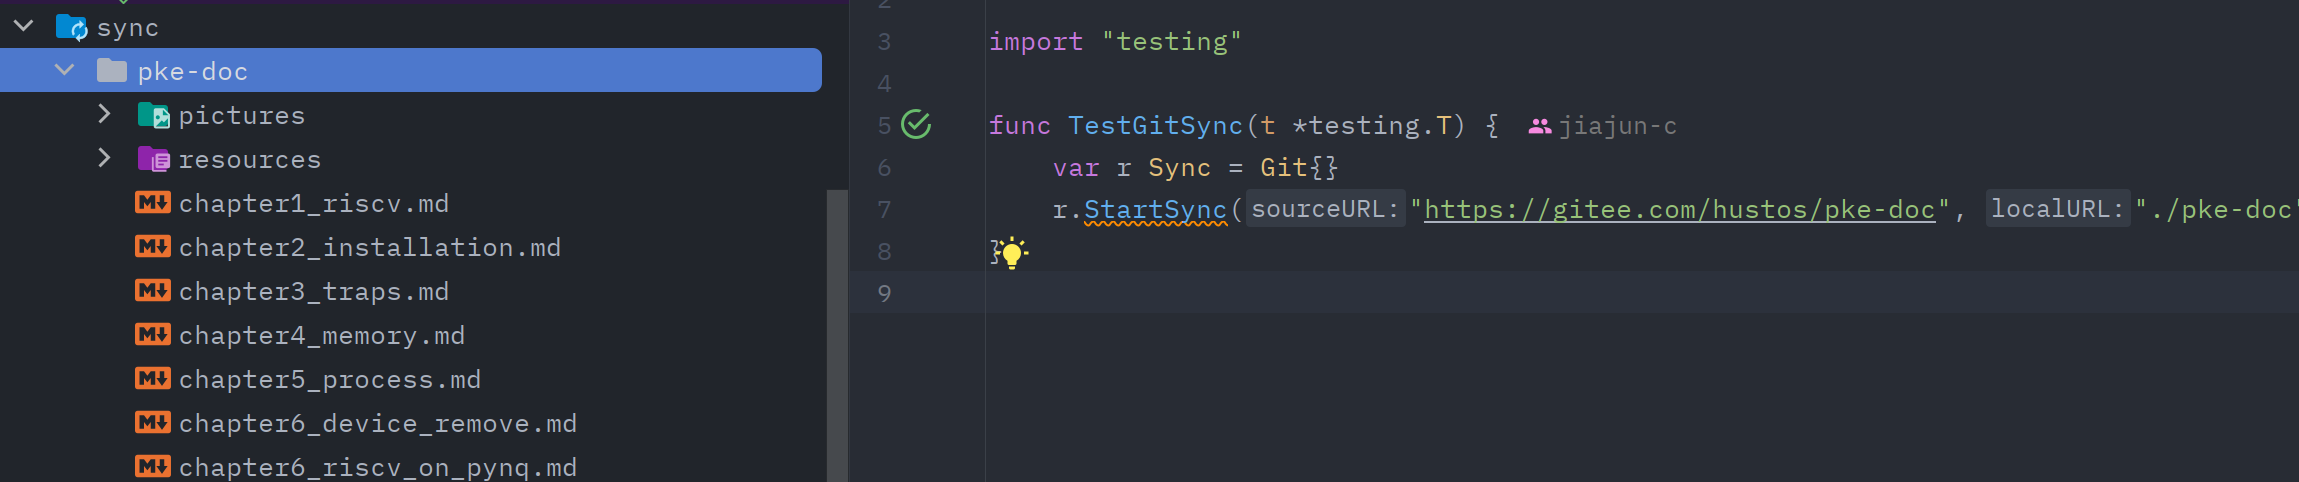 sync
pke-doc
pictures
resources
chapter1_riscv.md
chapter2_installation.md
chapter3_traps.md
chapter4_memory.md
chapter5_process.md
chapter6_device_remove.md
chapter6_riscv_on_pynq.md
2
3 import "testing"
4
5 func TestGitSync(t *testing.T) { jiajun-c
6 var r Sync = Git{}
7 r.StartSync( sourceURL: "https://gitee.com/hustos/pke-doc", localURL: "./pke-doc"
8 }
9